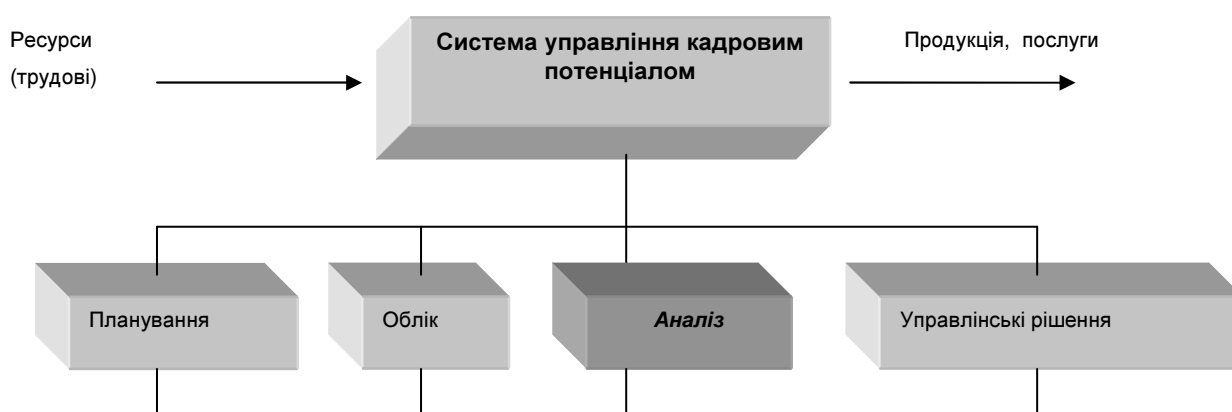 Ресурси
(трудові)
Система управління кадровим
потенціалом
Продукція, послуги
Планування
Облік
Аналіз
Управлінські рішення